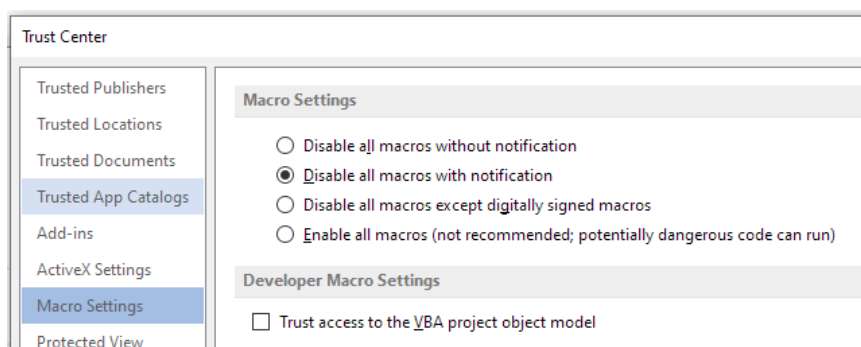 Trust Center
Trusted Publishers
Trusted Locations
Trusted Documents
Trusted App Catalogs
Add-ins
ActiveX Settings
Macro Settings
Protected View
Macro Settings
Disable all macros without notification
Disable all macros with notification
Disable all macros except digitally signed macros
Enable all macros (not recommended; potentially dangerous code can run)
Developer Macro Settings
Trust access to the VBA project object model